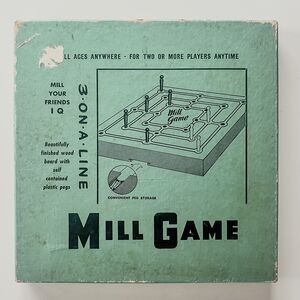 ALL AGES ANYWHERE - FOR TWO OR MORE PLAYERS ANYTIME
MILL
YOUR
FRIENDS
I Q
3-ON-A-LINE
Beautifully
finished wood
board with
self
contained
plastic pegs
Mill
Game
CONVENIENT PEG STORAGE
MILL GAME